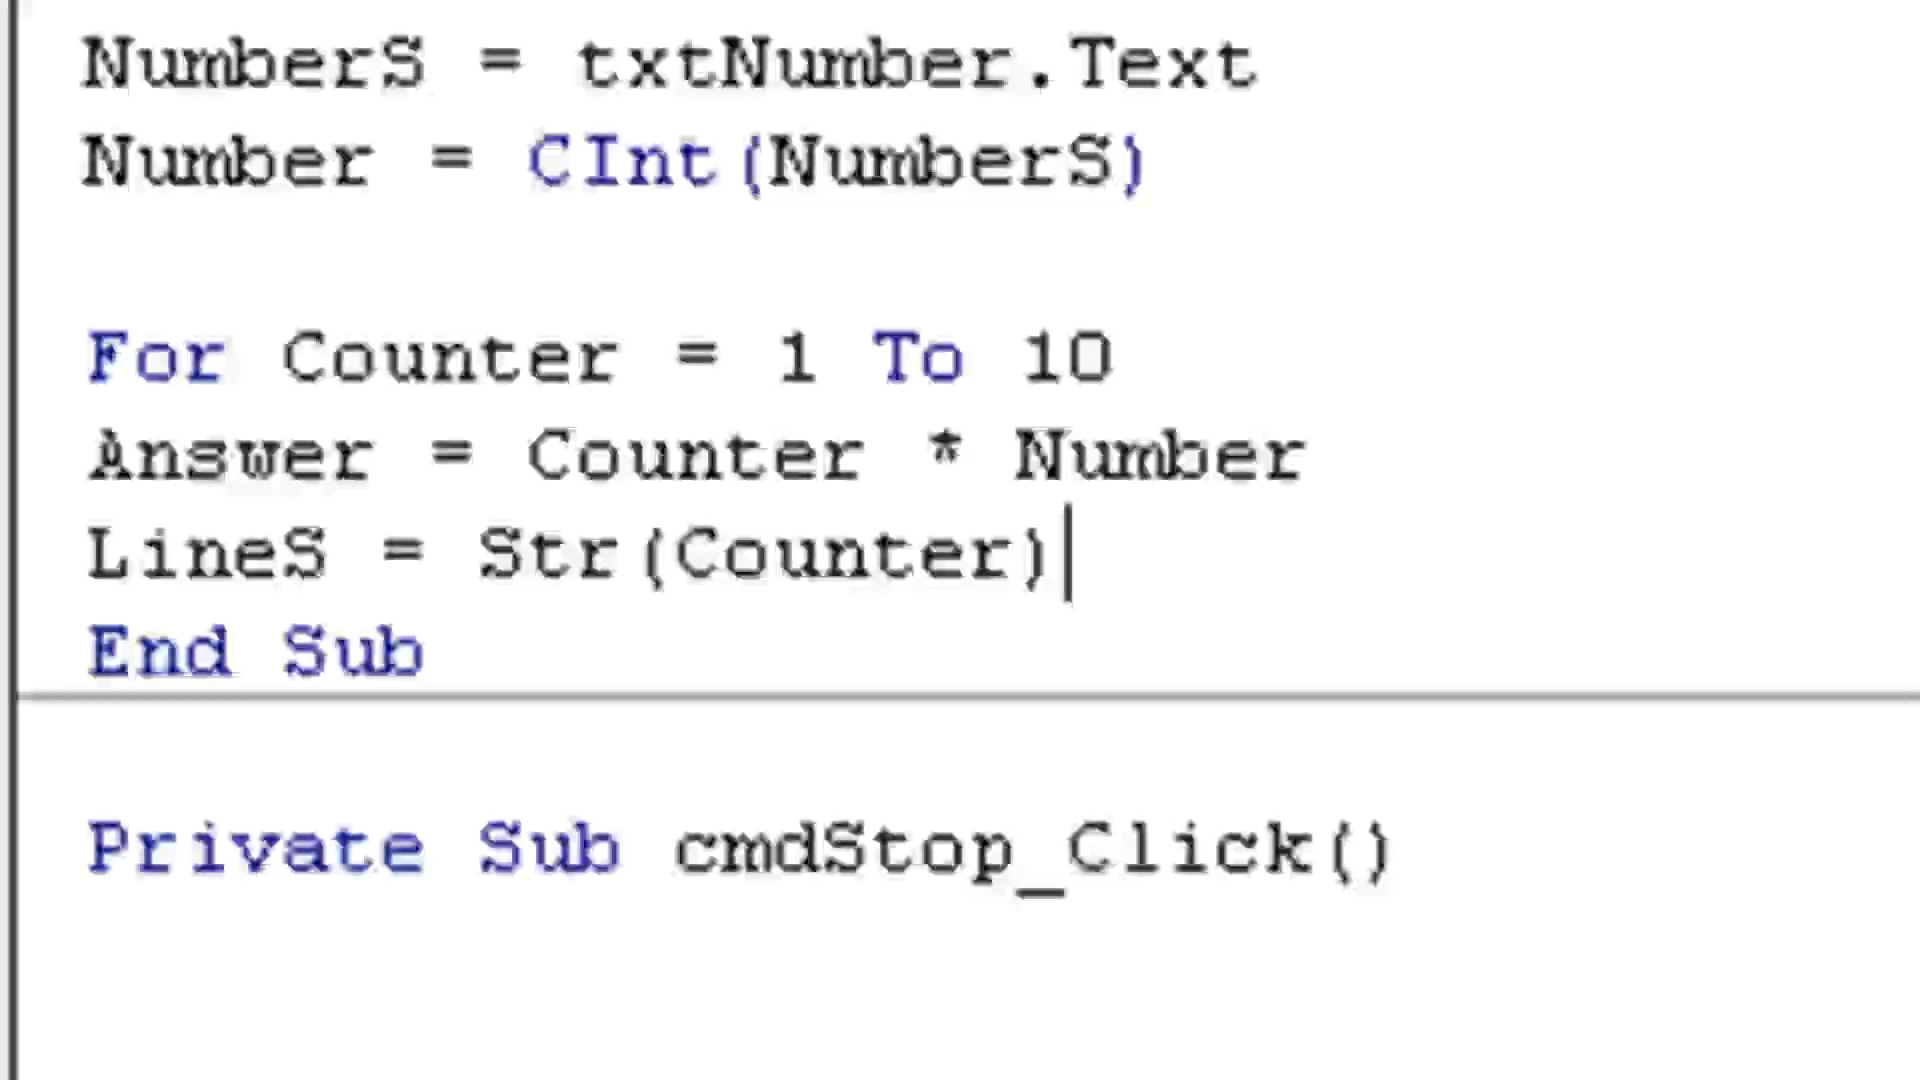 NumberS = txtNumber.Text
Number = CInt(NumberS)
For Counter = 1 To 10
Answer = Counter * Number
LineS = Str(Counter)
End Sub
Private Sub cmdStop_Click()